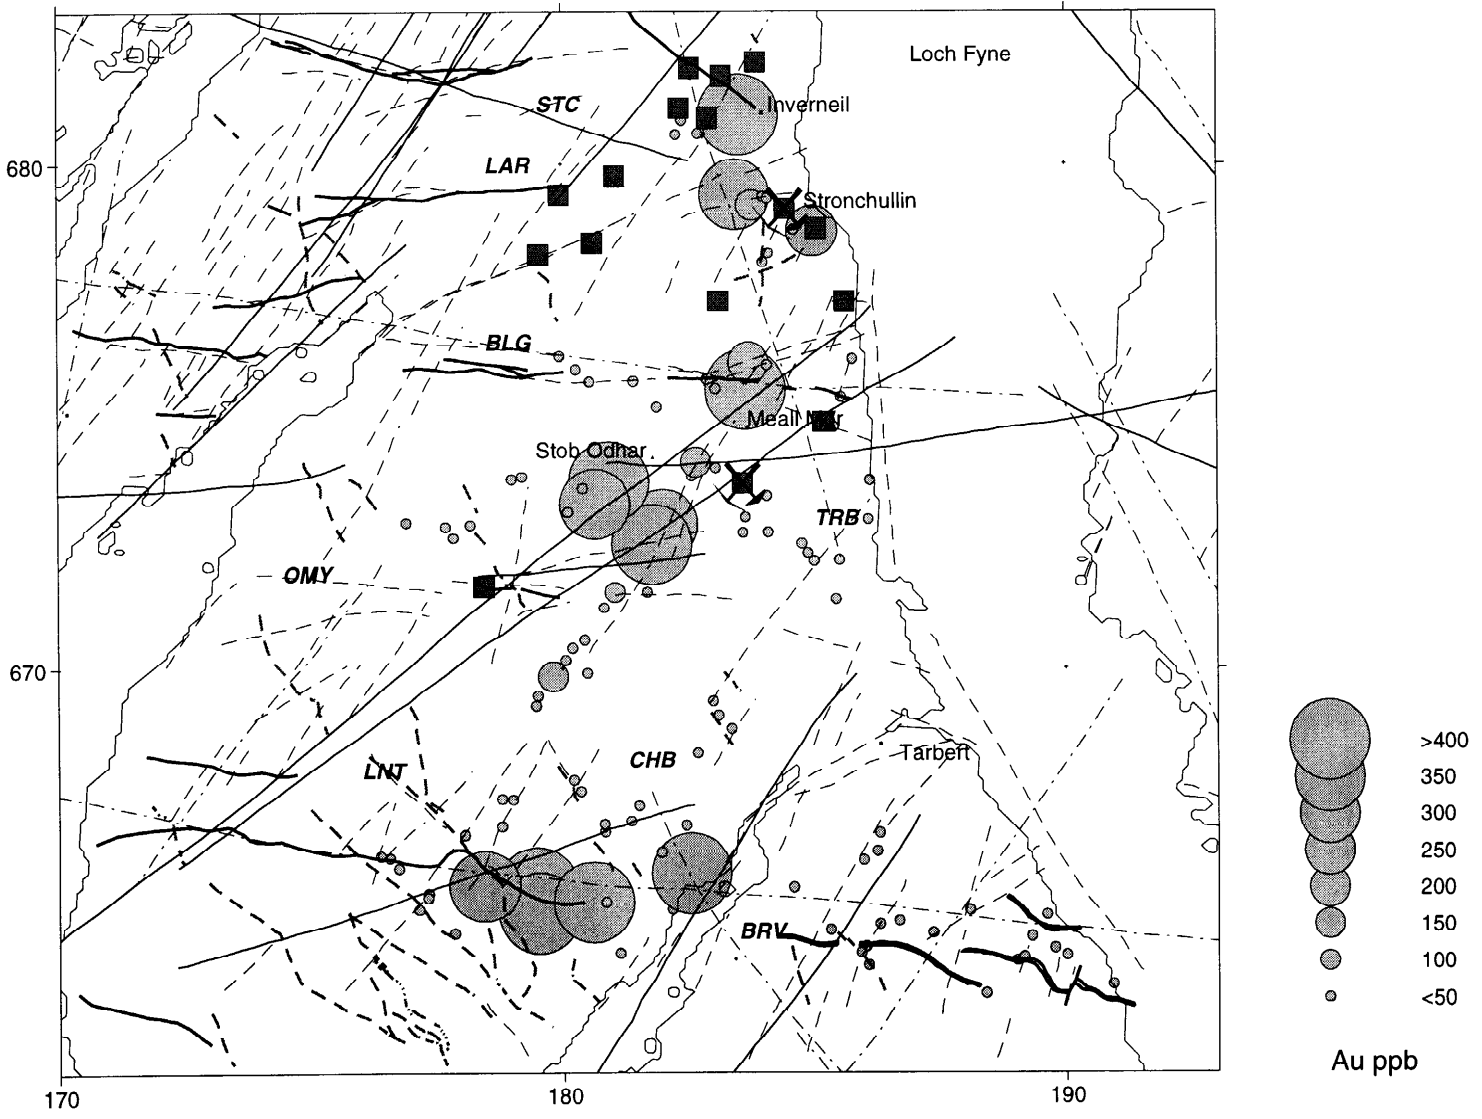 Loch Fyne
STC
Inverneil
680
LAR
Stronchullin
BLG
Meall Mor
Stob Odhar
TRB
OMY
670
CHB
Tarbert
LNT
BRV
170
180
190
>400
350
300
250
200
150
100
<50
Au ppb